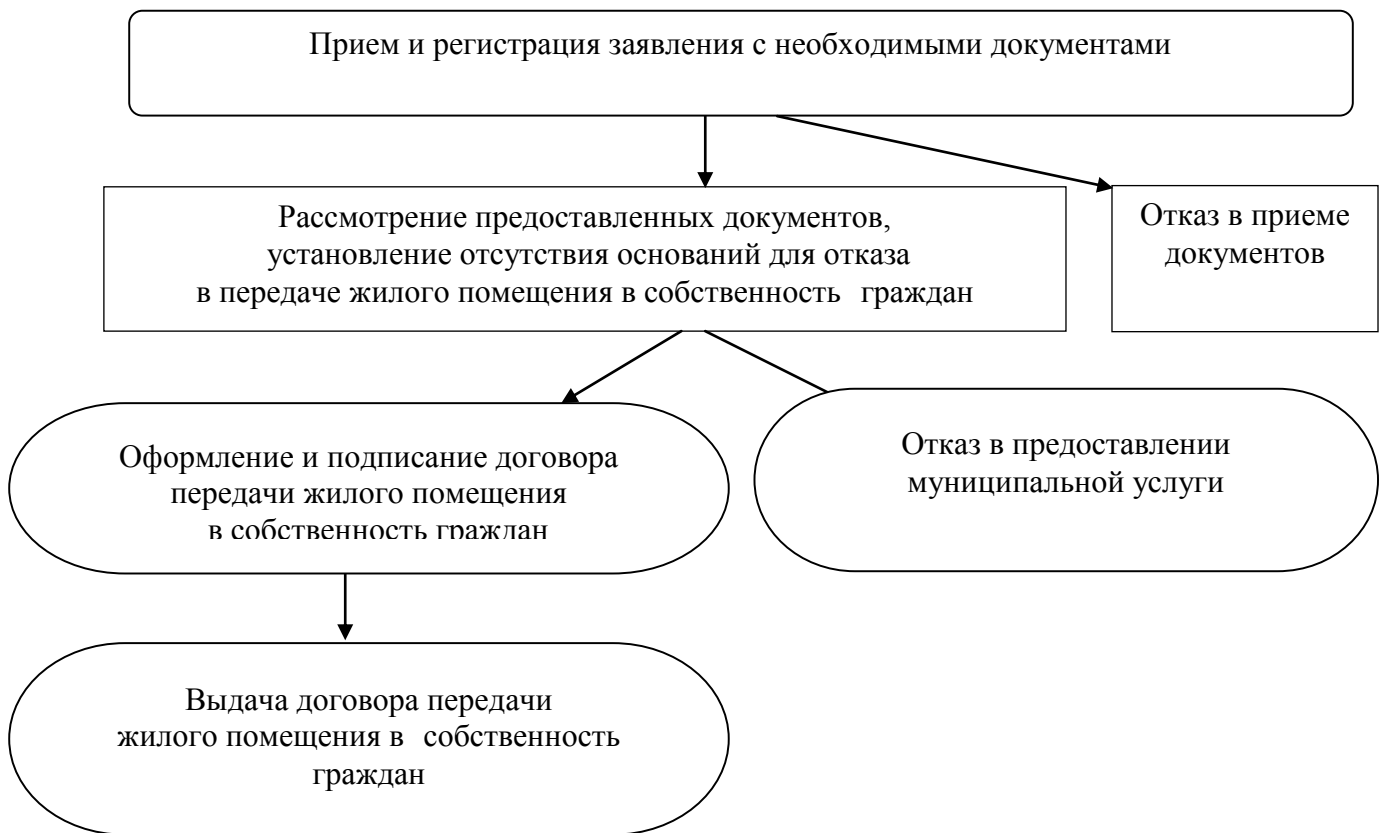 Прием и регистрация заявления с необходимыми документами
Рассмотрение предоставленных документов,
установление отсутствия оснований для отказа
в передаче жилого помещения в собственность граждан
Отказ в приеме
документов
Оформление и подписание договора
передачи жилого помещения
в собственность граждан
Отказ в предоставлении
муниципальной услуги
Выдача договора передачи
жилого помещения в собственность
граждан